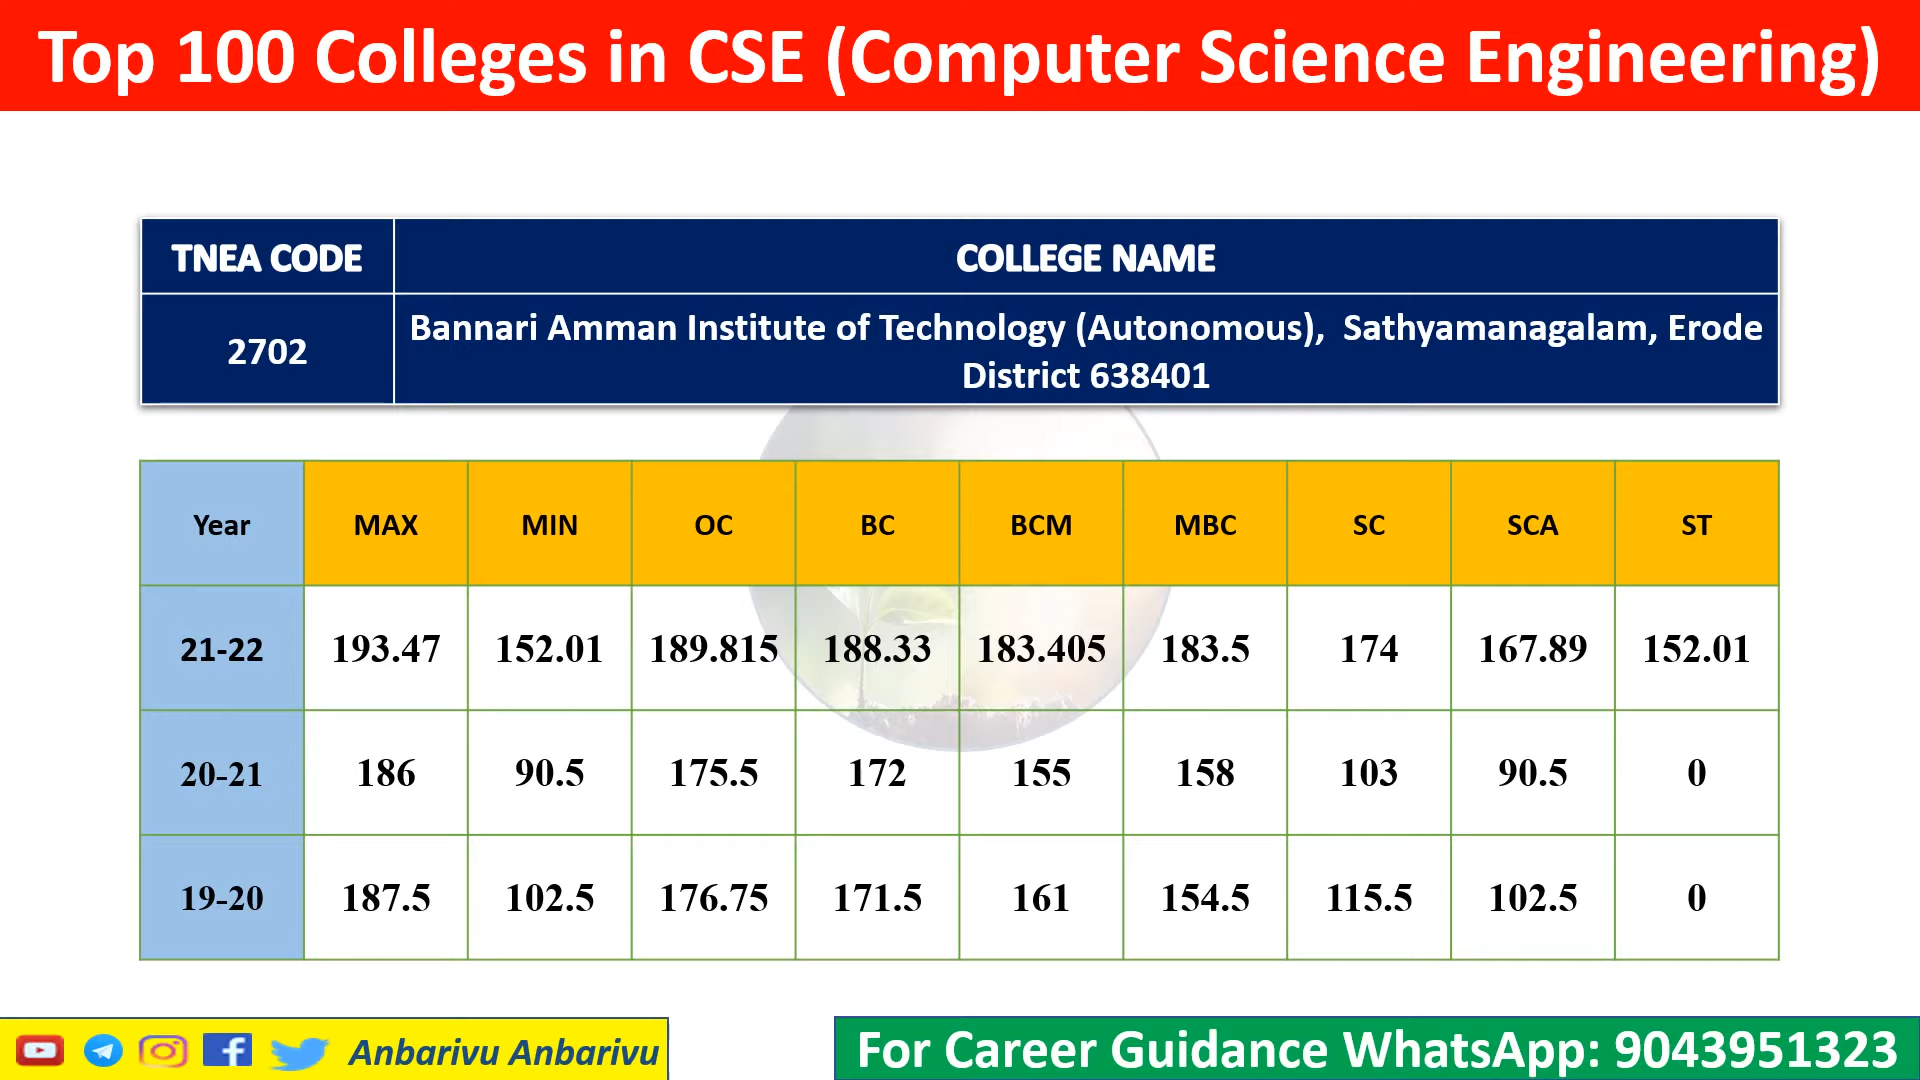 Top 100 Colleges in CSE (Computer Science Engineering)
TNEA CODE COLLEGE NAME
2702 Bannari Amman Institute of Technology (Autonomous), Sathyamanagalam, Erode
District 638401
Year MAX MIN OC BC BCM MBC SC SCA ST
21-22 193.47 152.01 189.815 188.33 183.405 183.5 174 167.89 152.01
20-21 186 90.5 175.5 172 155 158 103 90.5 0
19-20 187.5 102.5 176.75 171.5 161 154.5 115.5 102.5 0
Anbarivu Anbarivu
For Career Guidance WhatsApp: 9043951323